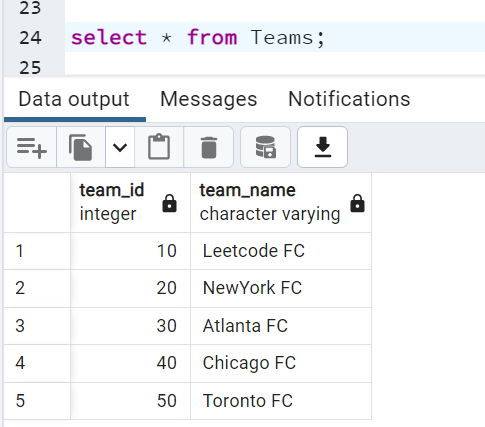 23
24 select * from Teams;
25
Data output Messages Notifications
team_id team_name
integer character varying
1 10 Leetcode FC
2 20 NewYork FC
3 30 Atlanta FC
4 40 Chicago FC
5 50 Toronto FC